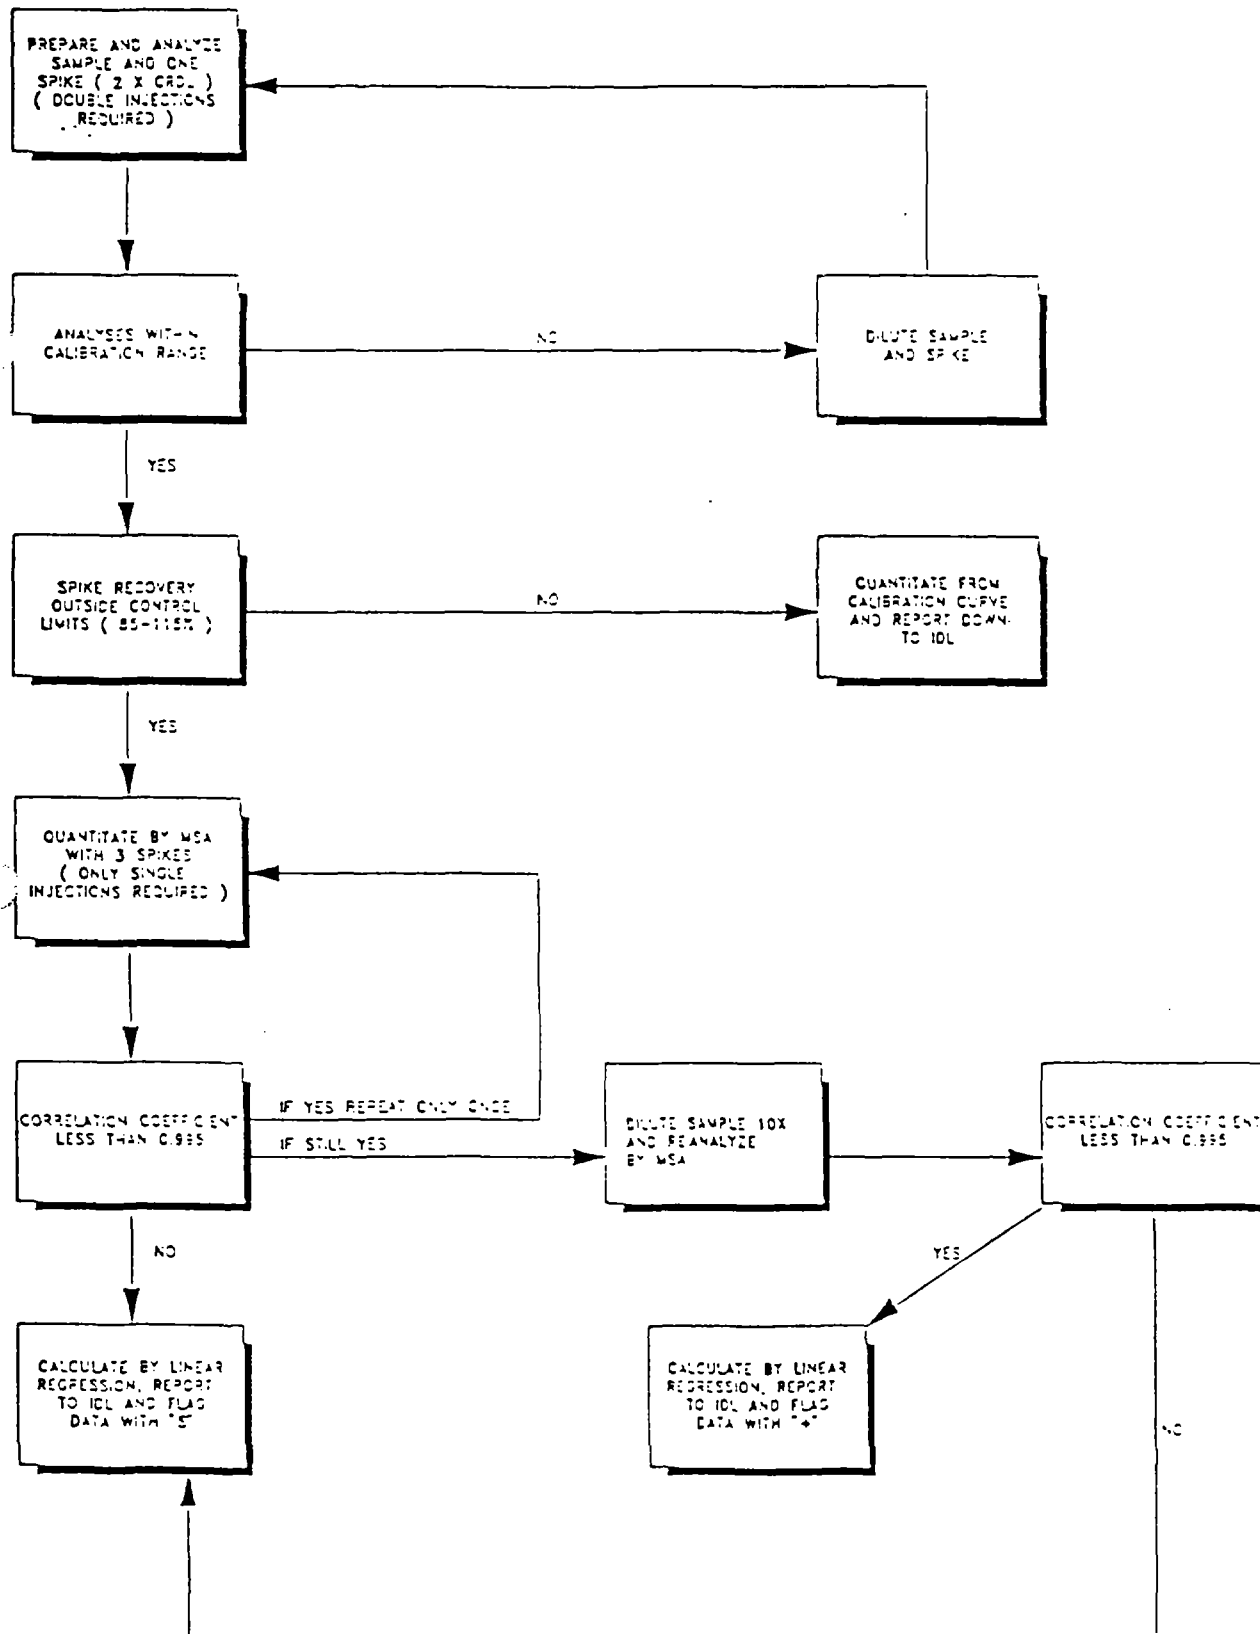 PREPARE AND ANALYZE
SAMPLE AND ONE
SPIKE ( 2 X CRDL )
( DOUBLE INJECTIONS
REQUIRED )
ANALYSES WITHIN
CALIBRATION RANGE
NO
DILUTE SAMPLE
AND SPIKE
YES
SPIKE RECOVERY
OUTSIDE CONTROL
LIMITS ( 85-115% )
NO
QUANTITATE FROM
CALIBRATION CURVE
AND REPORT DOWN
TO IDL
YES
QUANTITATE BY MSA
WITH 3 SPIKES
( ONLY SINGLE
INJECTIONS REQUIRED )
CORRELATION COEFFICIENT
LESS THAN 0.995
IF YES REPEAT ONLY ONCE
IF STILL YES
DILUTE SAMPLE 10X
AND REANALYZE
BY MSA
CORRELATION COEFFICIENT
LESS THAN 0.995
NO
YES
CALCULATE BY LINEAR
REGRESSION, REPORT
TO IDL AND FLAG
DATA WITH "S"
CALCULATE BY LINEAR
REGRESSION, REPORT
TO IDL AND FLAG
DATA WITH "+"
NO